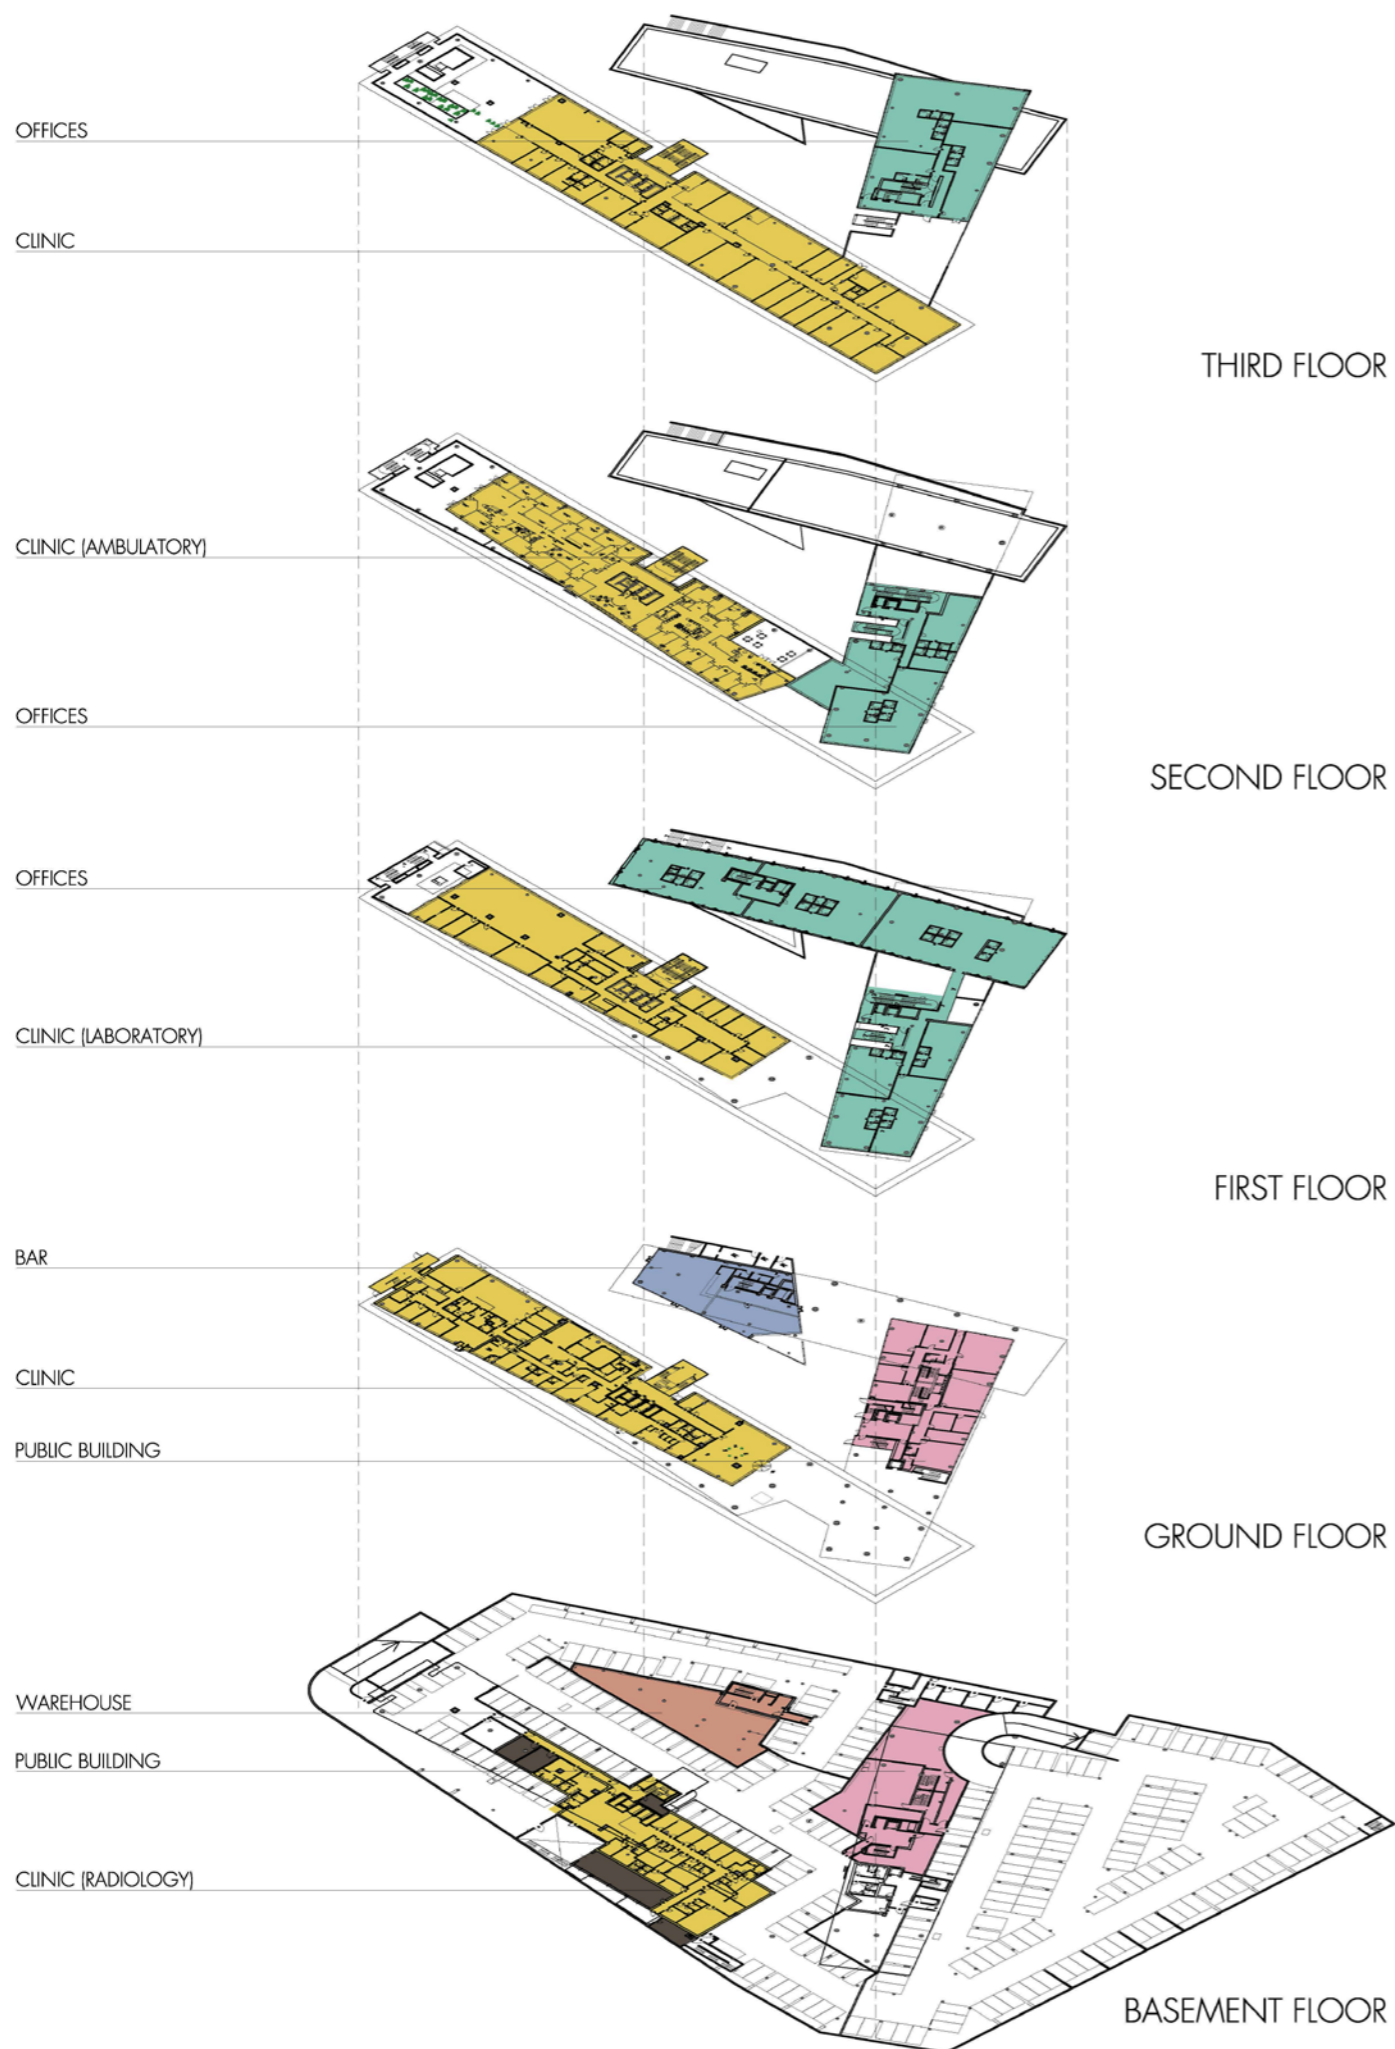 OFFICES
CLINIC
THIRD FLOOR
CLINIC (AMBULATORY)
OFFICES
SECOND FLOOR
OFFICES
CLINIC (LABORATORY)
FIRST FLOOR
BAR
CLINIC
PUBLIC BUILDING
GROUND FLOOR
WAREHOUSE
PUBLIC BUILDING
CLINIC (RADIOLOGY)
BASEMENT FLOOR